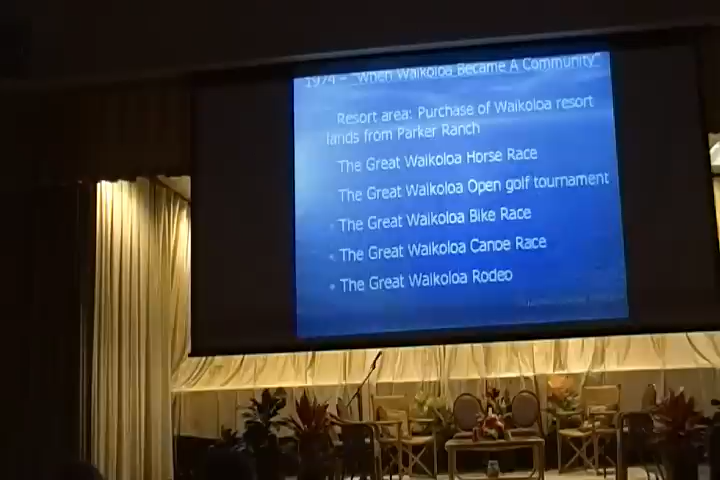 1974 – "When Waikoloa Became A Community"
Resort area: Purchase of Waikoloa resort
lands from Parker Ranch
The Great Waikoloa Horse Race
The Great Waikoloa Open golf tournament
• The Great Waikoloa Bike Race
• The Great Waikoloa Canoe Race
• The Great Waikoloa Rodeo